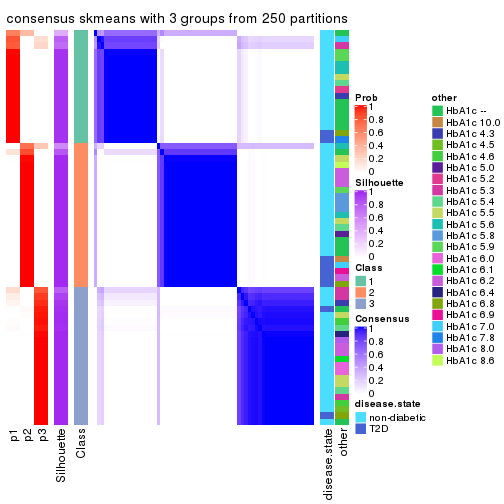 consensus skmeans with 3 groups from 250 partitions
p1
p2
p3
Silhouette
Class
disease.state
other
Prob
1
0.8
0.6
0.4
0.2
0
Silhouette
1
0.8
0.6
0.4
0.2
0
Class
1
2
3
Consensus
1
0.8
0.6
0.4
0.2
0
disease.state
non-diabetic
T2D
other
HbA1c --
HbA1c 10.0
HbA1c 4.3
HbA1c 4.5
HbA1c 4.6
HbA1c 5.0
HbA1c 5.2
HbA1c 5.3
HbA1c 5.4
HbA1c 5.5
HbA1c 5.6
HbA1c 5.8
HbA1c 5.9
HbA1c 6.0
HbA1c 6.1
HbA1c 6.2
HbA1c 6.4
HbA1c 6.8
HbA1c 6.9
HbA1c 7.0
HbA1c 7.8
HbA1c 8.0
HbA1c 8.6